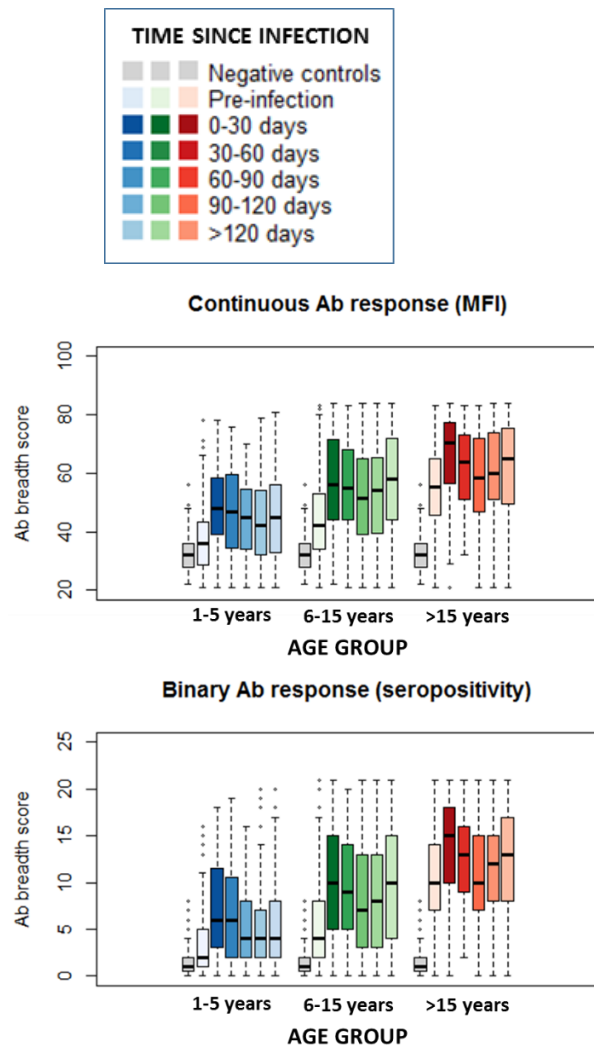 TIME SINCE INFECTION
Negative controls
Pre-infection
0-30 days
30-60 days
60-90 days
90-120 days
>120 days
Continuous Ab response (MFI)
Ab breadth score
100
80
60
40
20
1-5 years 6-15 years >15 years
AGE GROUP
Binary Ab response (seropositivity)
Ab breadth score
25
20
15
10
5
0
1-5 years 6-15 years >15 years
AGE GROUP